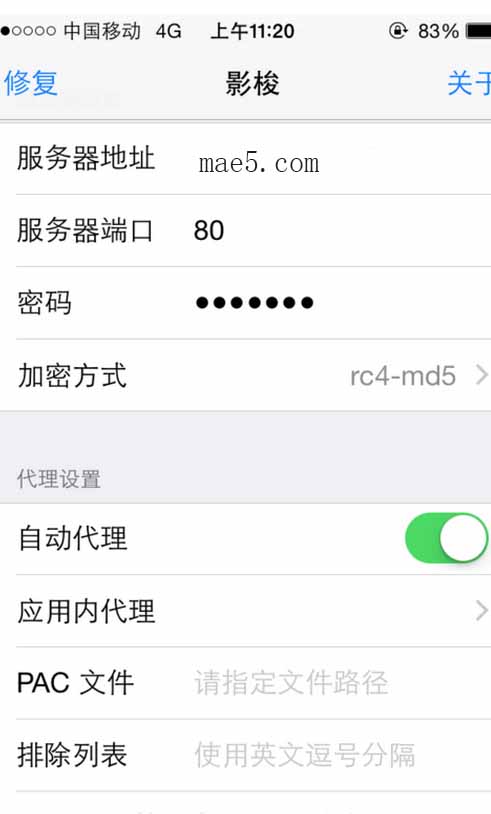 中国移动 4G 上午11:20 83%
修复 影梭 关于
服务器地址 mae5.com
服务器端口 80
密码 ●●●●●●●
加密方式 rc4-md5
代理设置
自动代理
应用内代理
PAC 文件 请指定文件路径
排除列表 使用英文逗号分隔